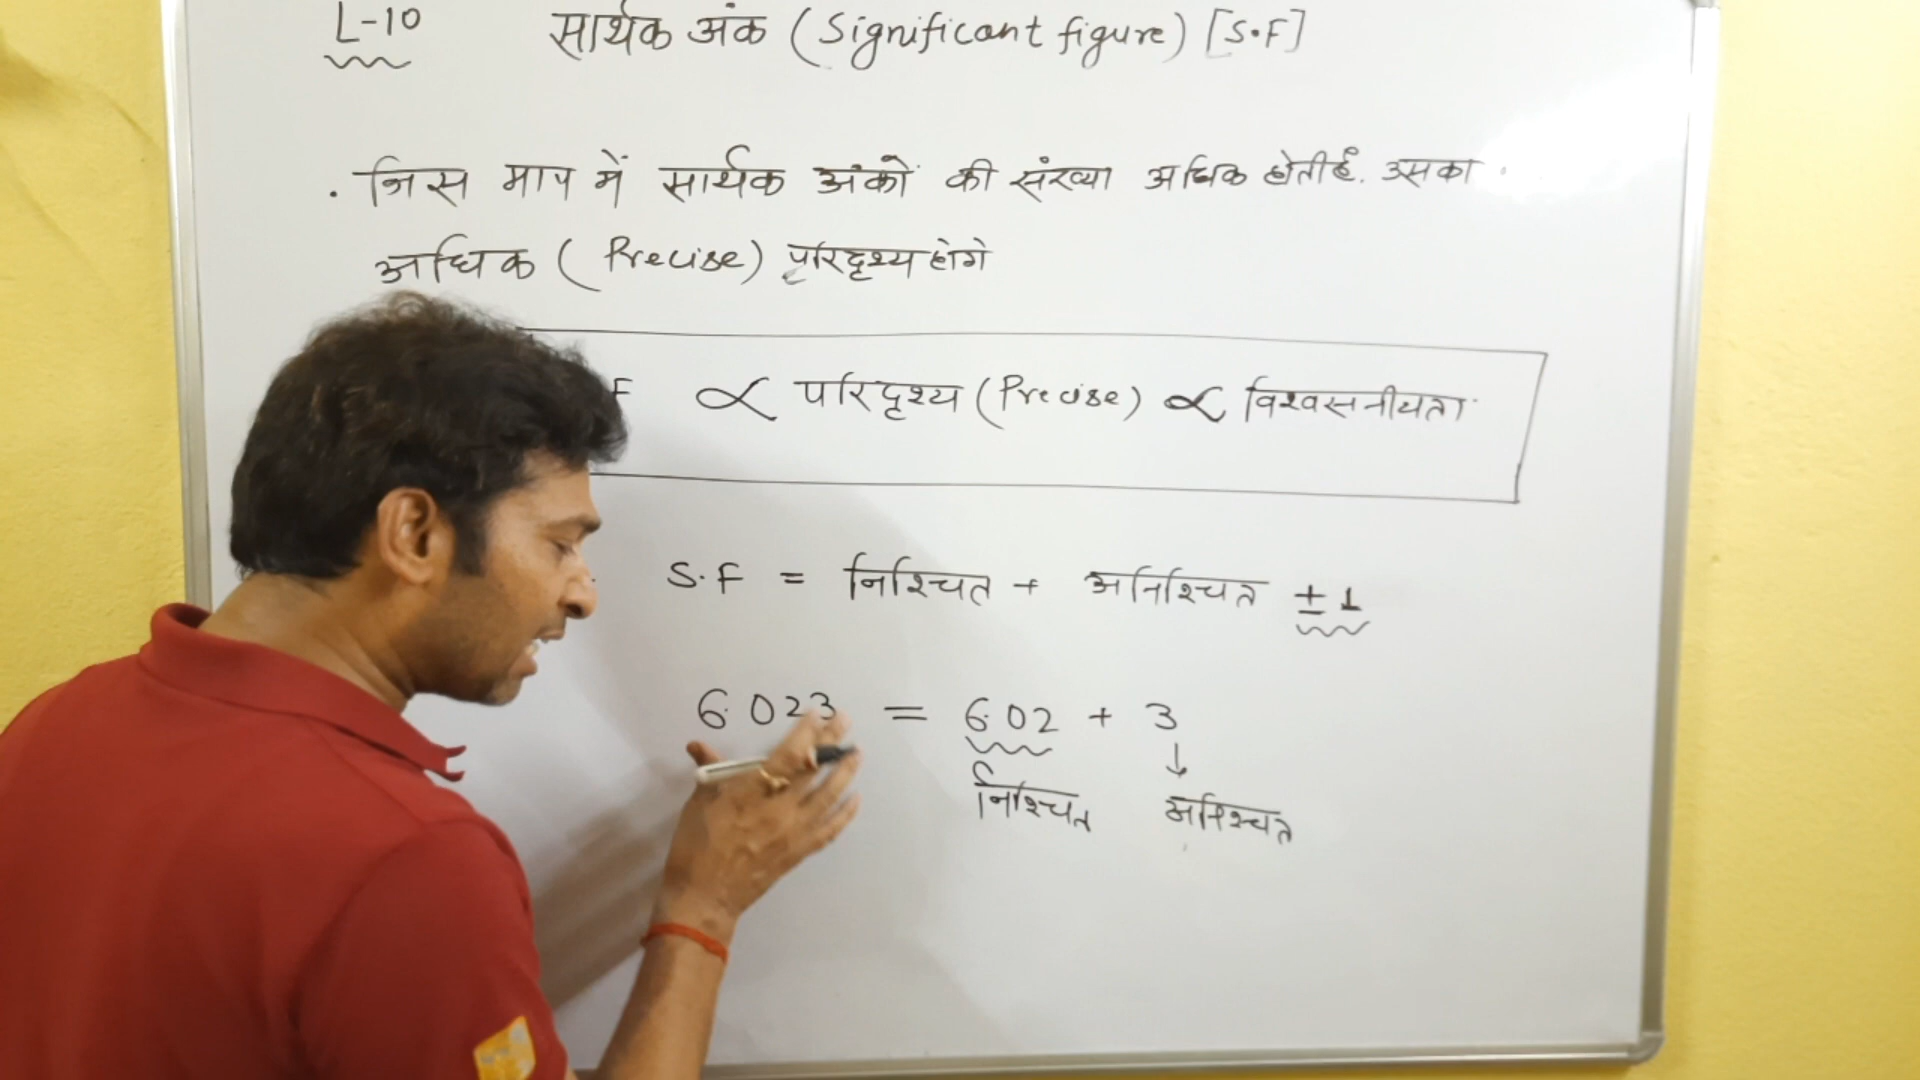 L-10 सार्थक अंक (Significant figure) [S.F]
. जिस माप में सार्थक अंकों की संख्या अधिक होती है. उसका
अधिक (Precise) परिदृश्य होगे
F ∝ परिदृश्य (Precise) ∝ विश्वसनीयता
S.F = निश्चित + अनिश्चित ±1
6.023 = 6.02 + 3
↓
निश्चित अनिश्चित